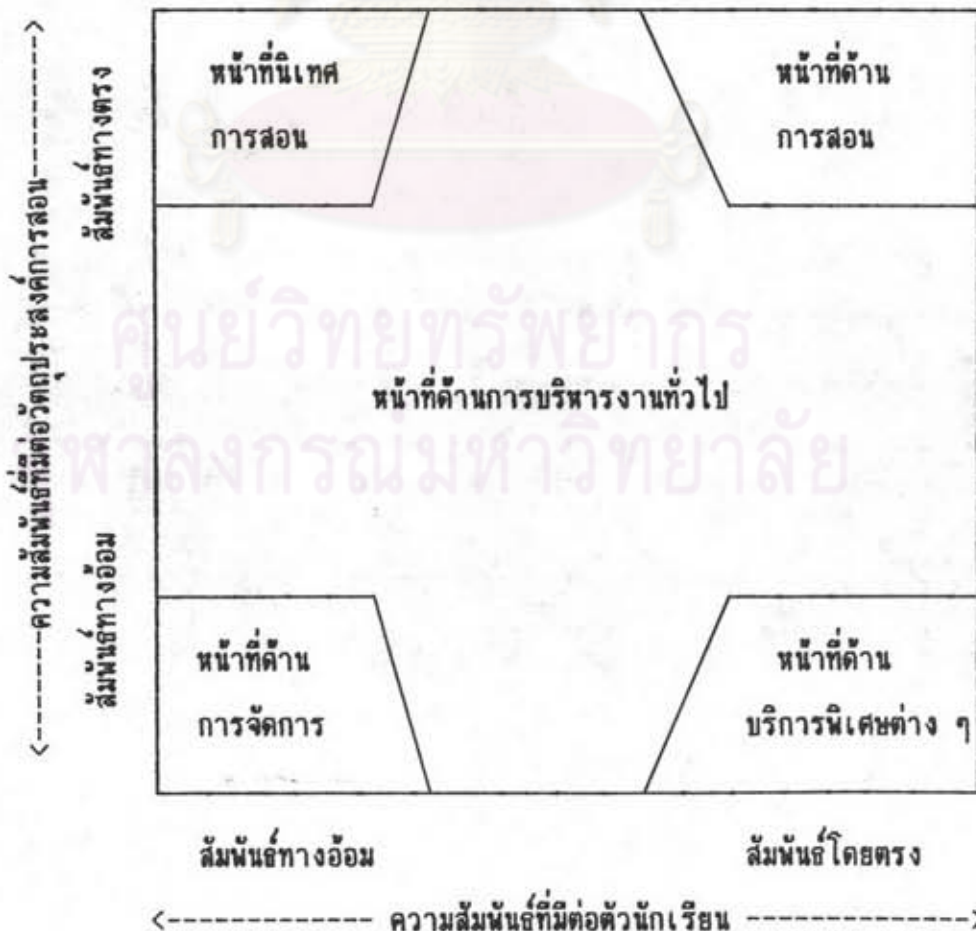 หน้าที่นิเทศ
การสอน
หน้าที่ด้าน
การสอน
<------ความสัมพันธ์ที่มีต่อวัตถุประสงค์การสอน------>
สัมพันธ์ทางตรง
สัมพันธ์ทางอ้อม
ศูนย์วิทยทรัพยากร
หน้าที่ด้านการบริหารงานทั่วไป
จุฬาลงกรณ์มหาวิทยาลัย
หน้าที่ด้าน
การจัดการ
หน้าที่ด้าน
บริการพิเศษต่าง ๆ
สัมพันธ์ทางอ้อม
สัมพันธ์โดยตรง
<------------- ความสัมพันธ์ที่มีต่อตัวนักเรียน ------------->